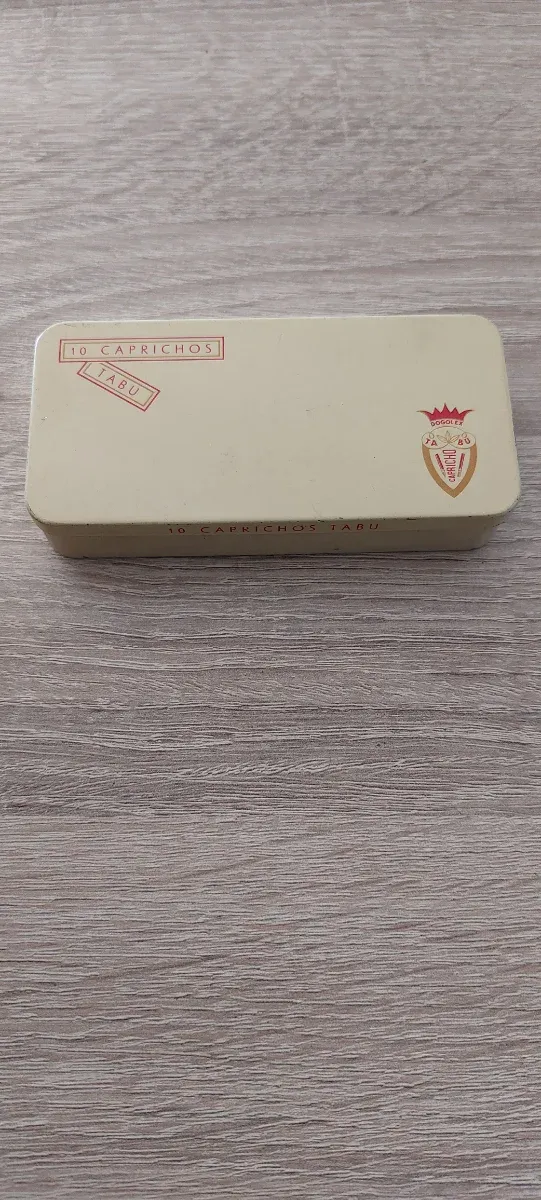 10 CAPRICHOS
TABU
DOGOLEX
TA BU
CAPRICHO
10 CAPRICHOS TABU